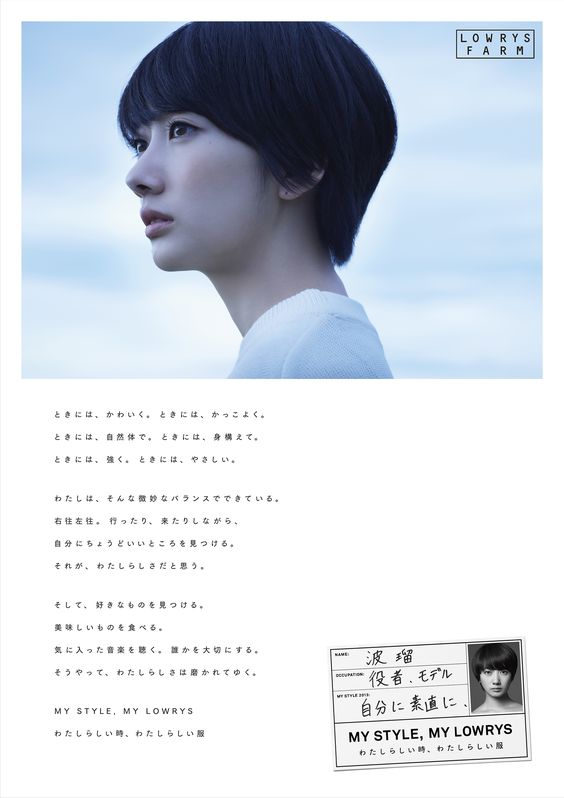 LOWRYS
FARM
ときには、かわいく。ときには、かっこよく。
ときには、自然体で。ときには、身構えて。
ときには、強く。ときには、やさしい。
わたしは、そんな微妙なバランスでできている。
右往左往。行ったり、来たりしながら、
自分にちょうどいいところを見つける。
それが、わたしらしさだと思う。
そして、好きなものを見つける。
美味しいものを食べる。
気に入った音楽を聴く。誰かを大切にする。
そうやって、わたしらしさは磨かれてゆく。
MY STYLE, MY LOWRYS
わたしらしい時、わたしらしい服
NAME: 波瑠
OCCUPATION: 役者、モデル
MY STYLE 2013: 自分に素直に、
MY STYLE, MY LOWRYS
わたしらしい時、わたしらしい服